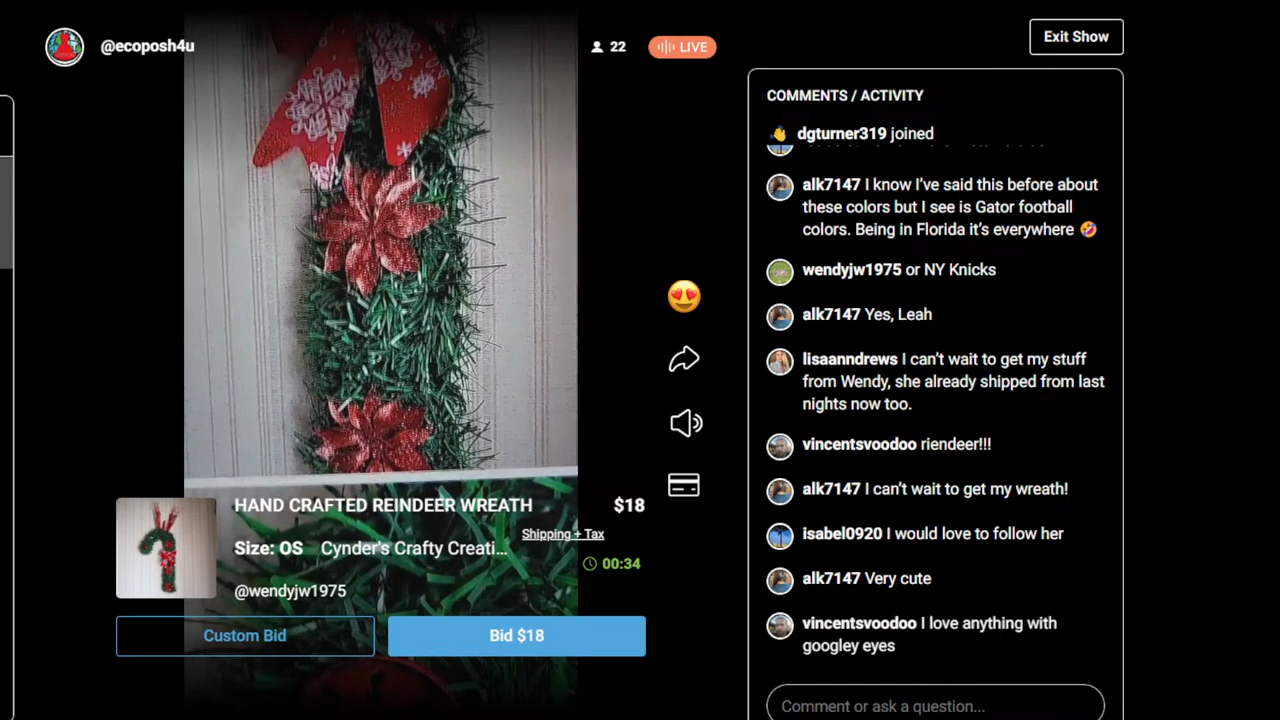 @ecoposh4u
22
LIVE
Exit Show
COMMENTS / ACTIVITY
dgturner319 joined
alk7147 I know I've said this before about
these colors but I see is Gator football
colors. Being in Florida it's everywhere 🤣
wendyjw1975 or NY Knicks
alk7147 Yes, Leah
lisaanndrews I can't wait to get my stuff
from Wendy, she already shipped from last
nights now too.
vincentsvoodoo riendeer!!!
alk7147 I can't wait to get my wreath!
isabel0920 I would love to follow her
alk7147 Very cute
vincentsvoodoo I love anything with
googley eyes
Comment or ask a question...
HAND CRAFTED REINDEER WREATH $18
Shipping + Tax
Size: OS Cynder's Crafty Creati...
00:34
@wendyjw1975
Custom Bid
Bid $18